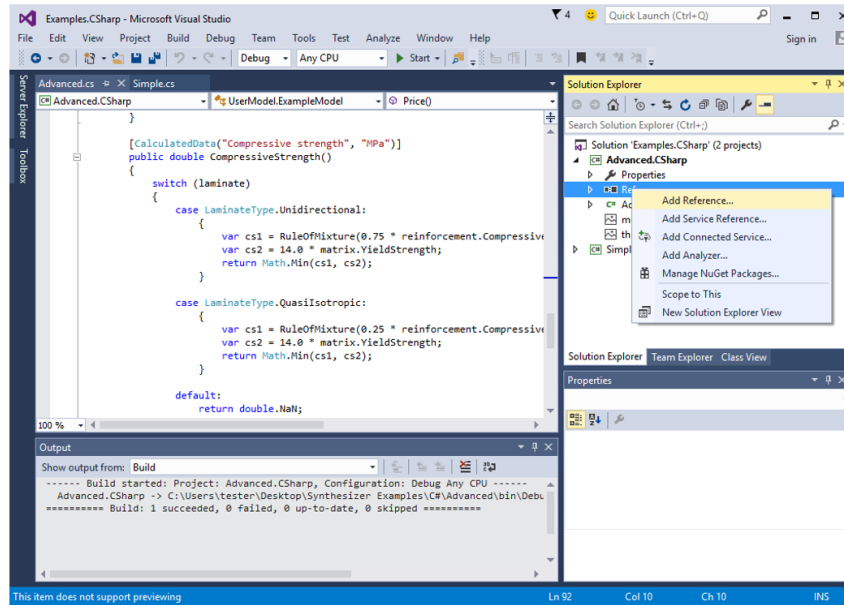 Examples.CSharp - Microsoft Visual Studio
4
Quick Launch (Ctrl+Q)
File Edit View Project Build Debug Team Tools Test Analyze Window Help
Sign in
Debug Any CPU Start
Server Explorer
Toolbox
Advanced.cs Simple.cs
C# Advanced.CSharp UserModel.ExampleModel Price()
}
[CalculatedData("Compressive strength", "MPa")]
public double CompressiveStrength()
{
switch (laminate)
{
case LaminateType.Unidirectional:
{
var cs1 = RuleOfMixture(0.75 * reinforcement.Compressive
var cs2 = 14.0 * matrix.YieldStrength;
return Math.Min(cs1, cs2);
}
case LaminateType.QuasiIsotropic:
{
var cs1 = RuleOfMixture(0.25 * reinforcement.Compressive
var cs2 = 14.0 * matrix.YieldStrength;
return Math.Min(cs1, cs2);
}
default:
return double.NaN;
100 %
Solution Explorer
Search Solution Explorer (Ctrl+;)
Solution 'Examples.CSharp' (2 projects)
C# Advanced.CSharp
Properties
Ref
C# Ad
m
th
C# Simpl
Add Reference...
Add Service Reference...
Add Connected Service...
Add Analyzer...
Manage NuGet Packages...
Scope to This
New Solution Explorer View
Solution Explorer Team Explorer Class View
Properties
Output
Show output from: Build
------ Build started: Project: Advanced.CSharp, Configuration: Debug Any CPU ------
Advanced.CSharp -> C:\Users\tester\Desktop\Synthesizer Examples\C#\Advanced\bin\Debu
========== Build: 1 succeeded, 0 failed, 0 up-to-date, 0 skipped ==========
This item does not support previewing
Ln 92 Col 10 Ch 10 INS